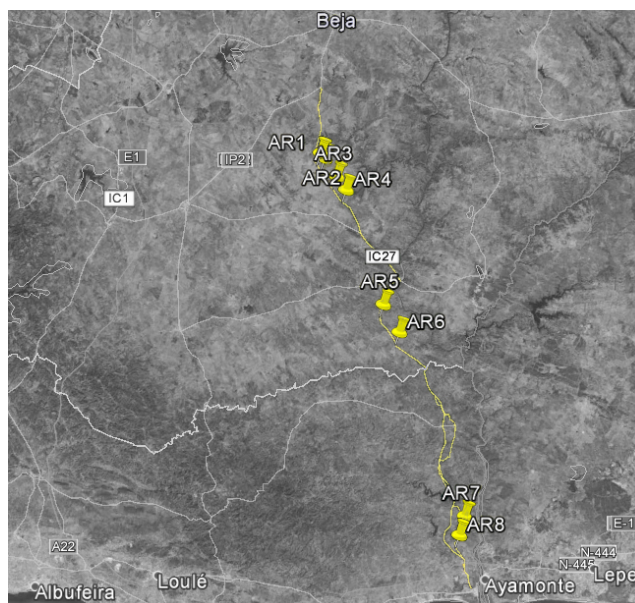 Beja
AR1
AR3
E1
IP2
AR2
AR4
IC1
IC27
AR5
AR6
AR7
AR8
E-1
A22
N-444
N-445
Lepe
Albufeira
Loulé
Ayamonte